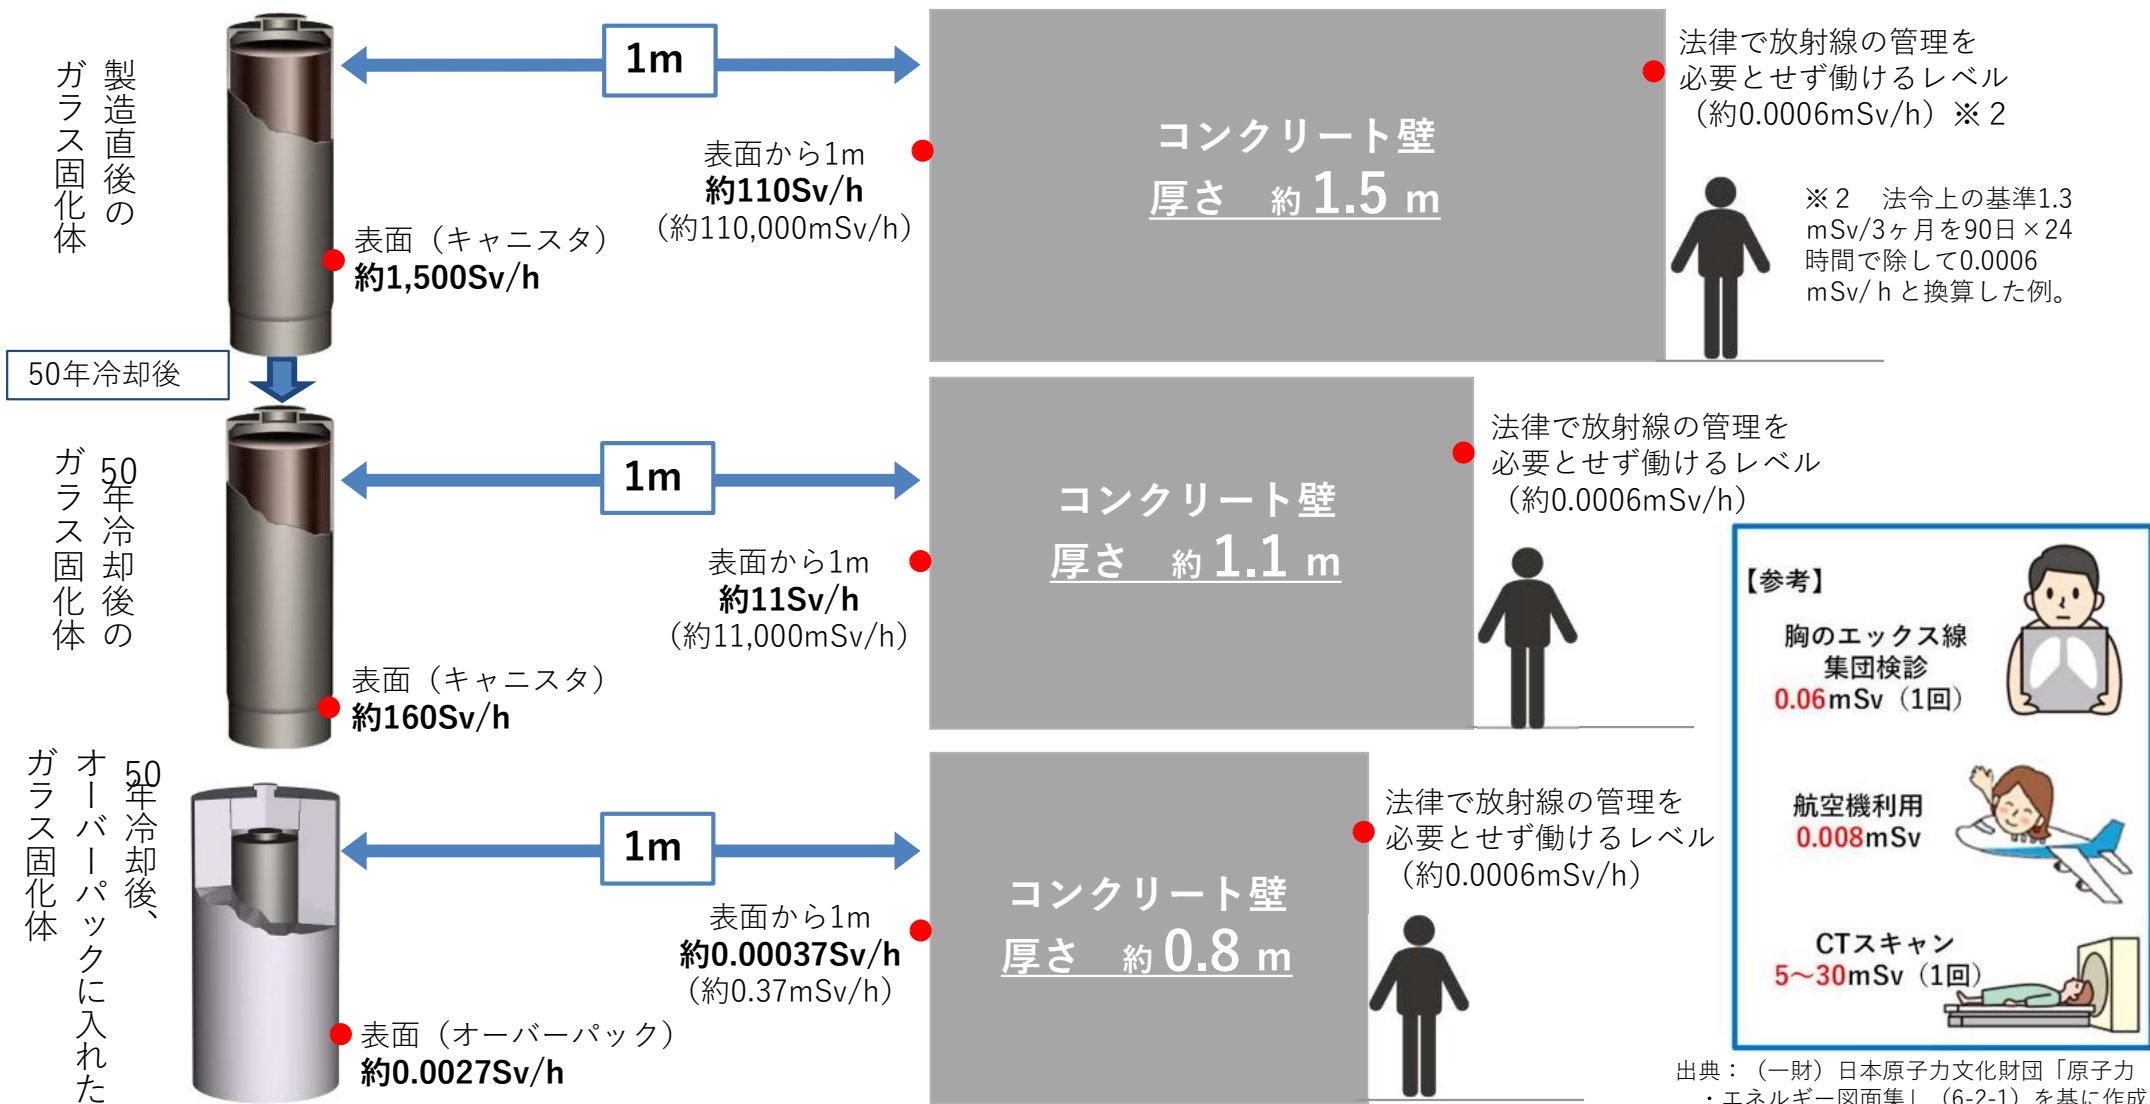 製造直後の
ガラス固化体
1m
表面（キャニスタ）
約1,500Sv/h
表面から1m
約110Sv/h
（約110,000mSv/h）
コンクリート壁
厚さ 約1.5 m
法律で放射線の管理を
必要とせず働けるレベル
（約0.0006mSv/h）※２
※２ 法令上の基準1.3
mSv/3ヶ月を90日×24
時間で除して0.0006
mSv/ｈと換算した例。
50年冷却後
50年冷却後の
ガラス固化体
1m
表面（キャニスタ）
約160Sv/h
表面から1m
約11Sv/h
（約11,000mSv/h）
コンクリート壁
厚さ 約1.1 m
法律で放射線の管理を
必要とせず働けるレベル
（約0.0006mSv/h）
50年冷却後、
オーバーパックに入れた
ガラス固化体
1m
表面（オーバーパック）
約0.0027Sv/h
表面から1m
約0.00037Sv/h
（約0.37mSv/h）
コンクリート壁
厚さ 約0.8 m
法律で放射線の管理を
必要とせず働けるレベル
（約0.0006mSv/h）
【参考】
胸のエックス線
集団検診
0.06mSv（1回）
航空機利用
0.008mSv
CTスキャン
5～30mSv（1回）
出典：（一財）日本原子力文化財団「原子力
・エネルギー図面集」（6-2-1）を基に作成